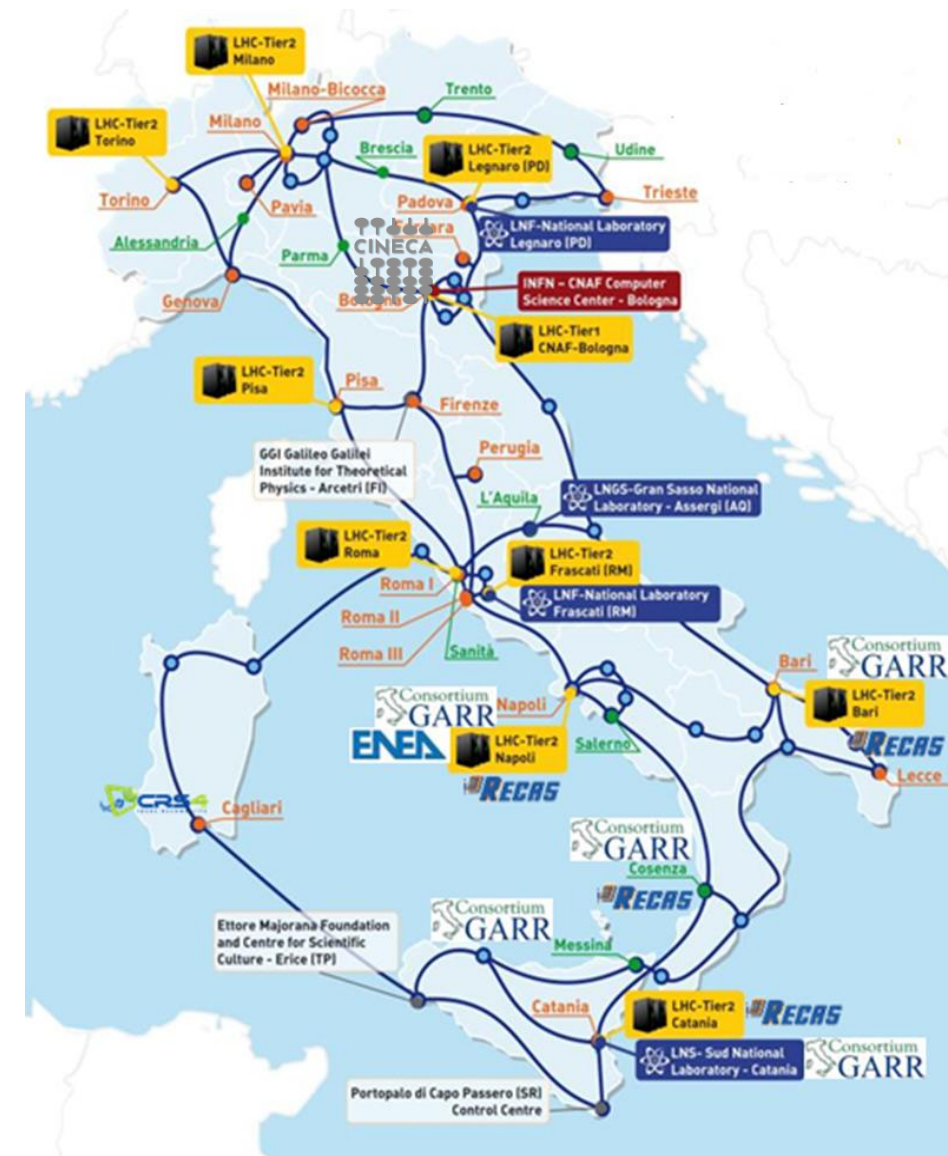 LHC-Tier2
Milano
Milano-Bicocca
Trento
Milano
LHC-Tier2
Torino
Brescia
LHC-Tier2
Legnaro (PD)
Udine
Torino
Pavia
Padova
Trieste
LNF-National Laboratory
Legnaro (PD)
Alessandria
CINECA
Parma
INFN – CNAF Computer
Science Center - Bologna
Genova
Bologna
LHC-Tier1
CNAF-Bologna
LHC-Tier2
Pisa
Pisa
Firenze
GGI Galileo Galilei
Institute for Theoretical
Physics - Arcetri (FI)
Perugia
L'Aquila
LNGS-Gran Sasso National
Laboratory - Assergi (AQ)
LHC-Tier2
Roma
LHC-Tier2
Frascati (RM)
Roma I
LNF-National Laboratory
Frascati (RM)
Roma II
Roma III
Sanità
Consortium
GARR
Bari
LHC-Tier2
Bari
RECAS
Lecce
Consortium
GARR
Napoli
ENEA
LHC-Tier2
Napoli
Salerno
RECAS
CRS4
Cagliari
Consortium
GARR
Cosenza
RECAS
Ettore Majorana Foundation
and Centre for Scientific
Culture - Erice (TP)
Consortium
GARR
Messina
Catania
LHC-Tier2
Catania
RECAS
LNS- Sud National
Laboratory - Catania
Consortium
GARR
Portopalo di Capo Passero (SR)
Control Centre